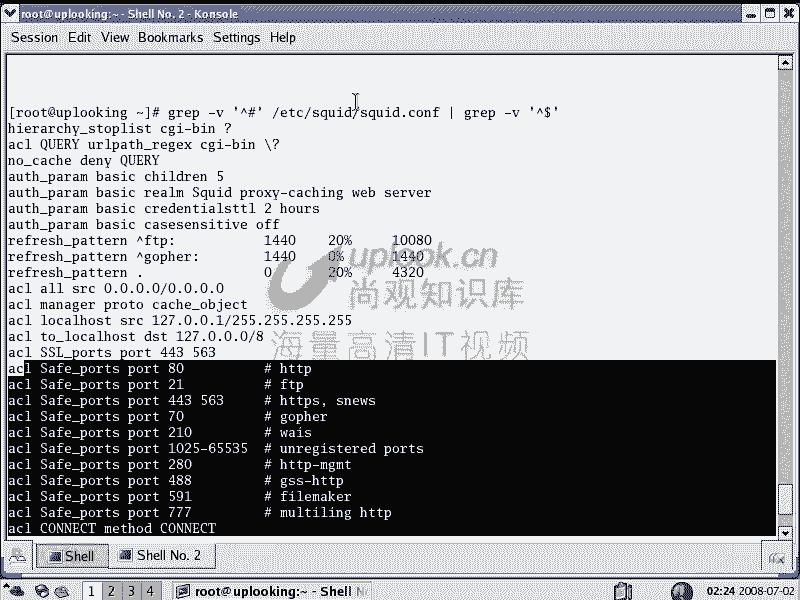 root@uplooking:~ - Shell No. 2 - Konsole
Session Edit View Bookmarks Settings Help
[root@uplooking ~]# grep -v '^#' /etc/squid/squid.conf | grep -v '^$'
hierarchy_stoplist cgi-bin ?
acl QUERY urlpath_regex cgi-bin \?
no_cache deny QUERY
auth_param basic children 5
auth_param basic realm Squid proxy-caching web server
auth_param basic credentialsttl 2 hours
auth_param basic casesensitive off
refresh_pattern ^ftp: 1440 20% 10080
refresh_pattern ^gopher: 1440 0% 1440
refresh_pattern . 0 20% 4320
acl all src 0.0.0.0/0.0.0.0
acl manager proto cache_object
acl localhost src 127.0.0.1/255.255.255.255
acl to_localhost dst 127.0.0.0/8
acl SSL_ports port 443 563
acl Safe_ports port 80 # http
acl Safe_ports port 21 # ftp
acl Safe_ports port 443 563 # https, snews
acl Safe_ports port 70 # gopher
acl Safe_ports port 210 # wais
acl Safe_ports port 1025-65535 # unregistered ports
acl Safe_ports port 280 # http-mgmt
acl Safe_ports port 488 # gss-http
acl Safe_ports port 591 # filemaker
acl Safe_ports port 777 # multiling http
acl CONNECT method CONNECT
uplook.cn
尚观知识库
海量高清IT视频
Shell Shell No. 2
1 2 3 4 root@uplooking:~ - Shell No 02:24 2008-07-02